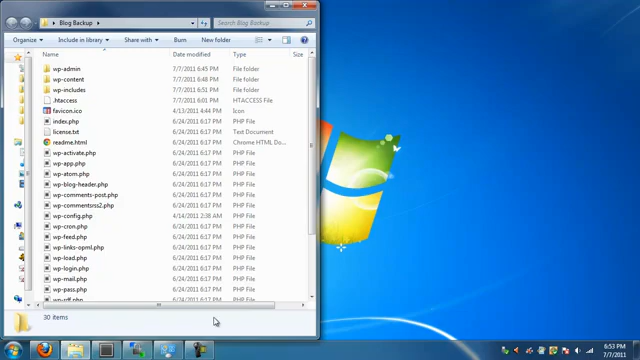 Blog Backup
Search Blog Backup
Organize Include in library Share with Burn New folder
Name Date modified Type Size
wp-admin 7/7/2011 6:45 PM File folder
wp-content 7/7/2011 6:48 PM File folder
wp-includes 7/7/2011 6:51 PM File folder
.htaccess 7/7/2011 6:01 PM HTACCESS File
favicon.ico 4/13/2011 4:44 PM Icon
index.php 6/24/2011 6:17 PM PHP File
license.txt 6/24/2011 6:17 PM Text Document
readme.html 6/24/2011 6:17 PM Chrome HTML Do...
wp-activate.php 6/24/2011 6:17 PM PHP File
wp-app.php 6/24/2011 6:17 PM PHP File
wp-atom.php 6/24/2011 6:17 PM PHP File
wp-blog-header.php 6/24/2011 6:17 PM PHP File
wp-comments-post.php 6/24/2011 6:17 PM PHP File
wp-commentsrss2.php 6/24/2011 6:17 PM PHP File
wp-config.php 4/14/2011 2:38 AM PHP File
wp-cron.php 6/24/2011 6:17 PM PHP File
wp-feed.php 6/24/2011 6:17 PM PHP File
wp-links-opml.php 6/24/2011 6:17 PM PHP File
wp-load.php 6/24/2011 6:17 PM PHP File
wp-login.php 6/24/2011 6:17 PM PHP File
wp-mail.php 6/24/2011 6:17 PM PHP File
wp-pass.php 6/24/2011 6:17 PM PHP File
wp-rdf.php 6/24/2011 6:17 PM PHP File
30 items
6:53 PM
7/7/2011